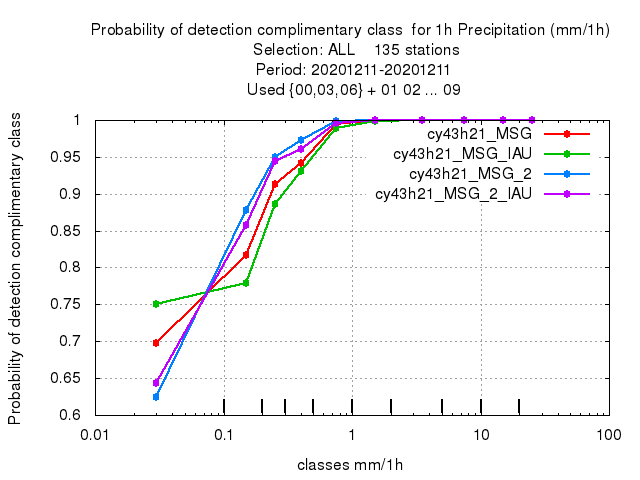 Probability of detection complimentary class  for 1h Precipitation (mm/1h)
Selection: ALL    135 stations
Period: 20201211-20201211
Used {00,03,06} + 01 02 ... 09
Probability of detection complimentary class
1
0.95
0.9
0.85
0.8
0.75
0.7
0.65
0.6
cy43h21_MSG
cy43h21_MSG_IAU
cy43h21_MSG_2
cy43h21_MSG_2_IAU
0.01 0.1 1 10 100
classes mm/1h